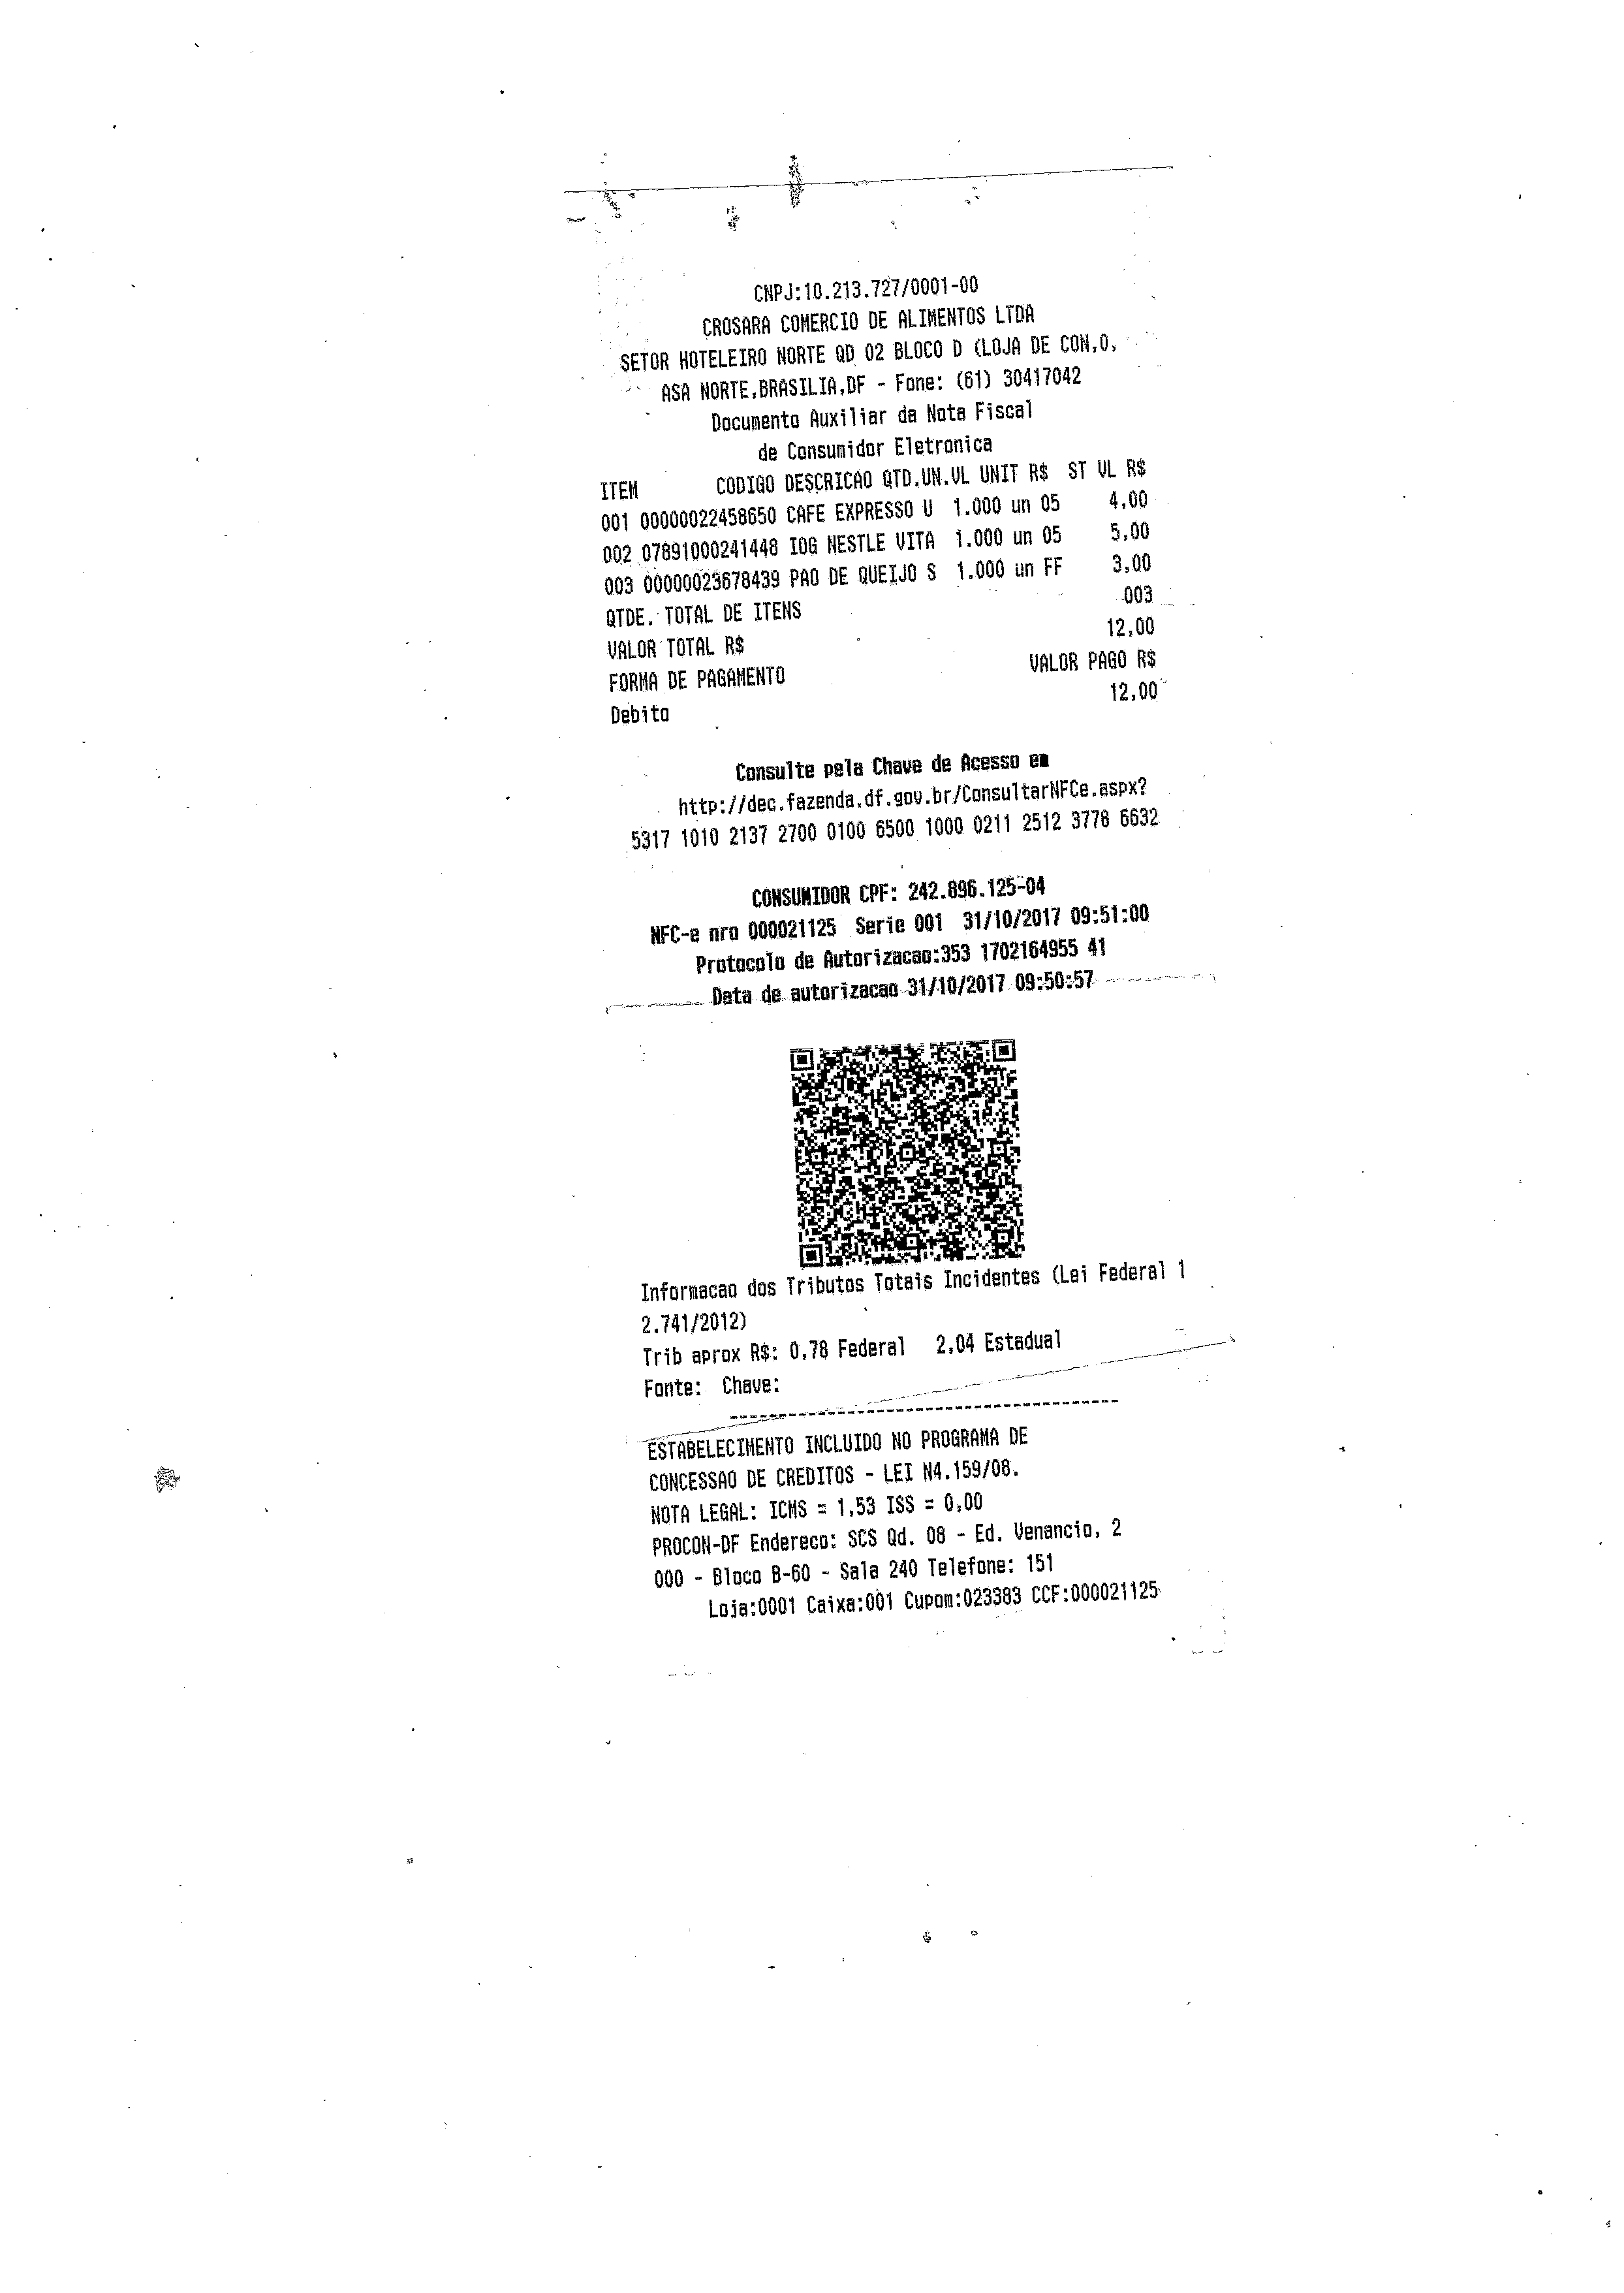 CNPJ:10.213.727/0001-00
CROSARA COMERCIO DE ALIMENTOS LTDA
SETOR HOTELEIRO NORTE QD 02 BLOCO D (LOJA DE CON,0,
ASA NORTE,BRASILIA,DF - Fone: (61) 30417042
Documento Auxiliar da Nota Fiscal
de Consumidor Eletronica
ITEM CODIGO DESCRICAO QTD.UN.VL UNIT R$ ST VL R$
001 00000022458650 CAFE EXPRESSO U 1.000 un 05 4,00
002 07891000241448 IOG NESTLE VITA 1.000 un 05 5,00
003 00000023678439 PAO DE QUEIJO S 1.000 un FF 3,00
QTDE. TOTAL DE ITENS 003
VALOR TOTAL R$ 12,00
FORMA DE PAGAMENTO VALOR PAGO R$
Debito 12,00
Consulte pela Chave de Acesso em
http://dec.fazenda.df.gov.br/ConsultarNFCe.aspx?
5317 1010 2137 2700 0100 6500 1000 0211 2512 3778 6632
CONSUMIDOR CPF: 242.896.125-04
NFC-e nro 000021125 Serie 001 31/10/2017 09:51:00
Protocolo de Autorizacao:353 1702164955 41
Data de autorizacao 31/10/2017 09:50:57
Informacao dos Tributos Totais Incidentes (Lei Federal 1
2.741/2012)
Trib aprox R$: 0,78 Federal 2,04 Estadual
Fonte: Chave:
----------------------------------------
ESTABELECIMENTO INCLUIDO NO PROGRAMA DE
CONCESSAO DE CREDITOS - LEI N4.159/08.
NOTA LEGAL: ICMS = 1,53 ISS = 0,00
PROCON-DF Endereco: SCS Qd. 08 - Ed. Venancio, 2
000 - Bloco B-60 - Sala 240 Telefone: 151
Loja:0001 Caixa:001 Cupom:023383 CCF:000021125